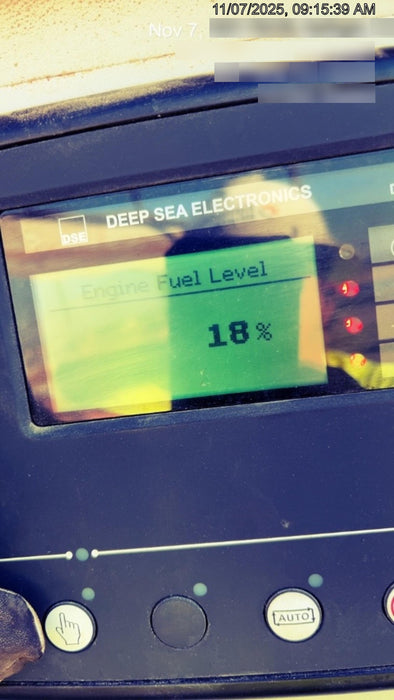 11/07/2025, 09:15:39 AM
Nov 7,
DEEP SEA ELECTRONICS
DSE
Engine Fuel Level
18%
AUTO